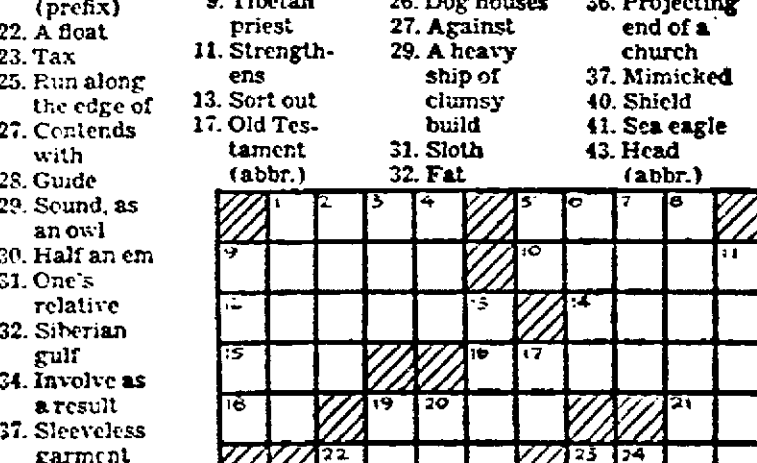 (prefix)
22. A float
23. Tax
25. Run along
the edge of
27. Contends
with
28. Guide
29. Sound, as
an owl
30. Half an em
31. One's
relative
32. Siberian
gulf
34. Involve as
a result
37. Sleeveless
garment
9. Tibetan
priest
11. Strength-
ens
13. Sort out
17. Old Tes-
tament
(abbr.)
26. Dog houses
27. Against
29. A heavy
ship of
clumsy
build
31. Sloth
32. Fat
36. Projecting
end of a
church
37. Mimicked
40. Shield
41. Sea eagle
43. Head
(abbr.)
1 2 3 4 5 6 7 8
9 10 11
12 13 14
15 16 17
18 19 20 21
22 23 24